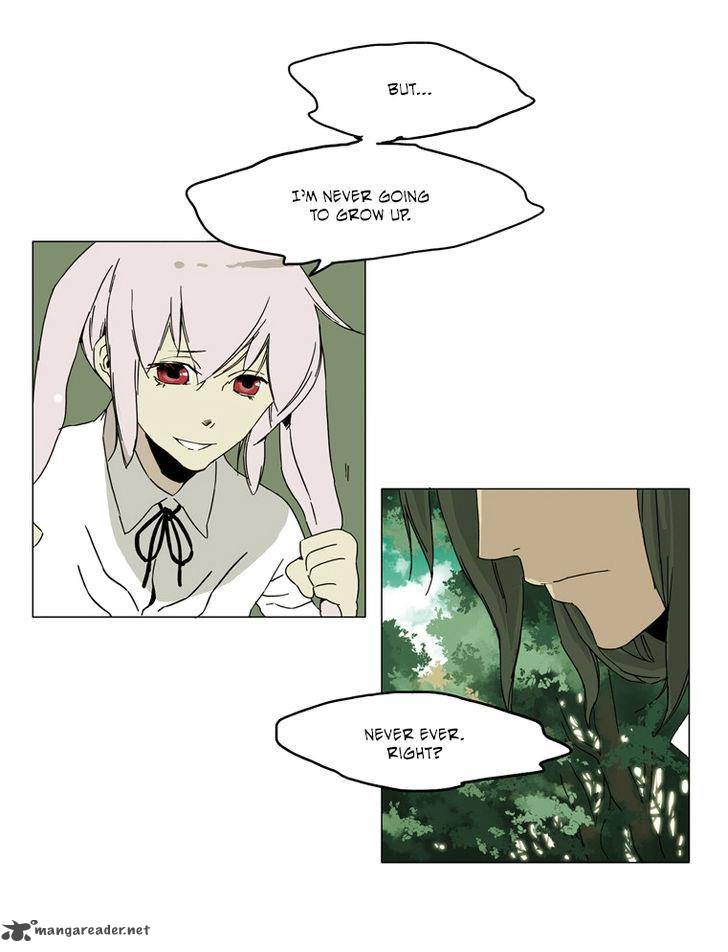 BUT...
I'M NEVER GOING
TO GROW UP.
NEVER EVER.
RIGHT?
mangareader.net